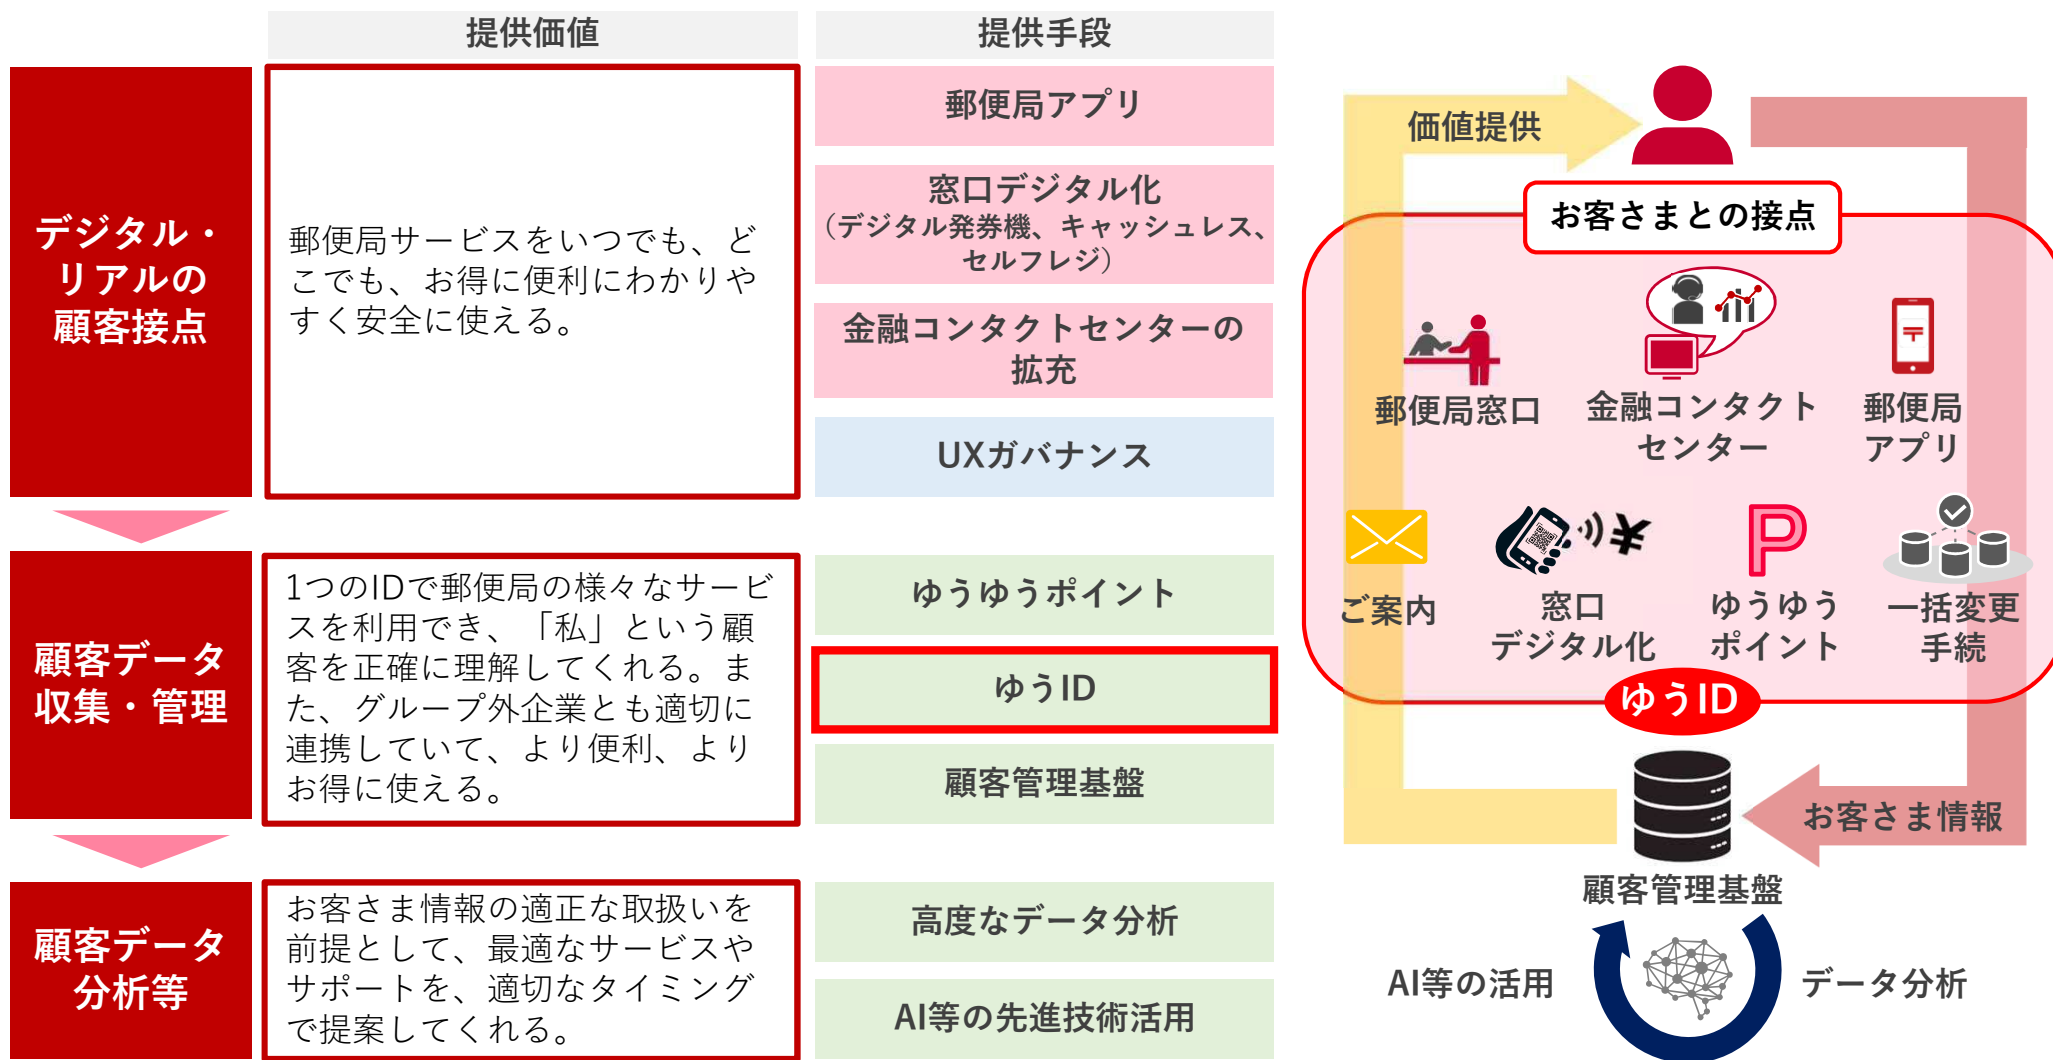 提供価値
提供手段
デジタル・
リアルの
顧客接点
郵便局サービスをいつでも、ど
こでも、お得に便利にわかりや
すく安全に使える。
郵便局アプリ
窓口デジタル化
（デジタル発券機、キャッシュレス、
セルフレジ）
金融コンタクトセンターの
拡充
UXガバナンス
顧客データ
収集・管理
1つのIDで郵便局の様々なサービ
スを利用でき、「私」という顧
客を正確に理解してくれる。ま
た、グループ外企業とも適切に
連携していて、より便利、より
お得に使える。
ゆうゆうポイント
ゆうID
顧客管理基盤
顧客データ
分析等
お客さま情報の適正な取扱いを
前提として、最適なサービスや
サポートを、適切なタイミング
で提案してくれる。
高度なデータ分析
AI等の先進技術活用
価値提供
お客さまとの接点
〒
郵便局窓口
金融コンタクト
センター
郵便局
アプリ
¥
P
ご案内
窓口
デジタル化
ゆうゆう
ポイント
一括変更
手続
ゆうID
お客さま情報
顧客管理基盤
AI等の活用
データ分析